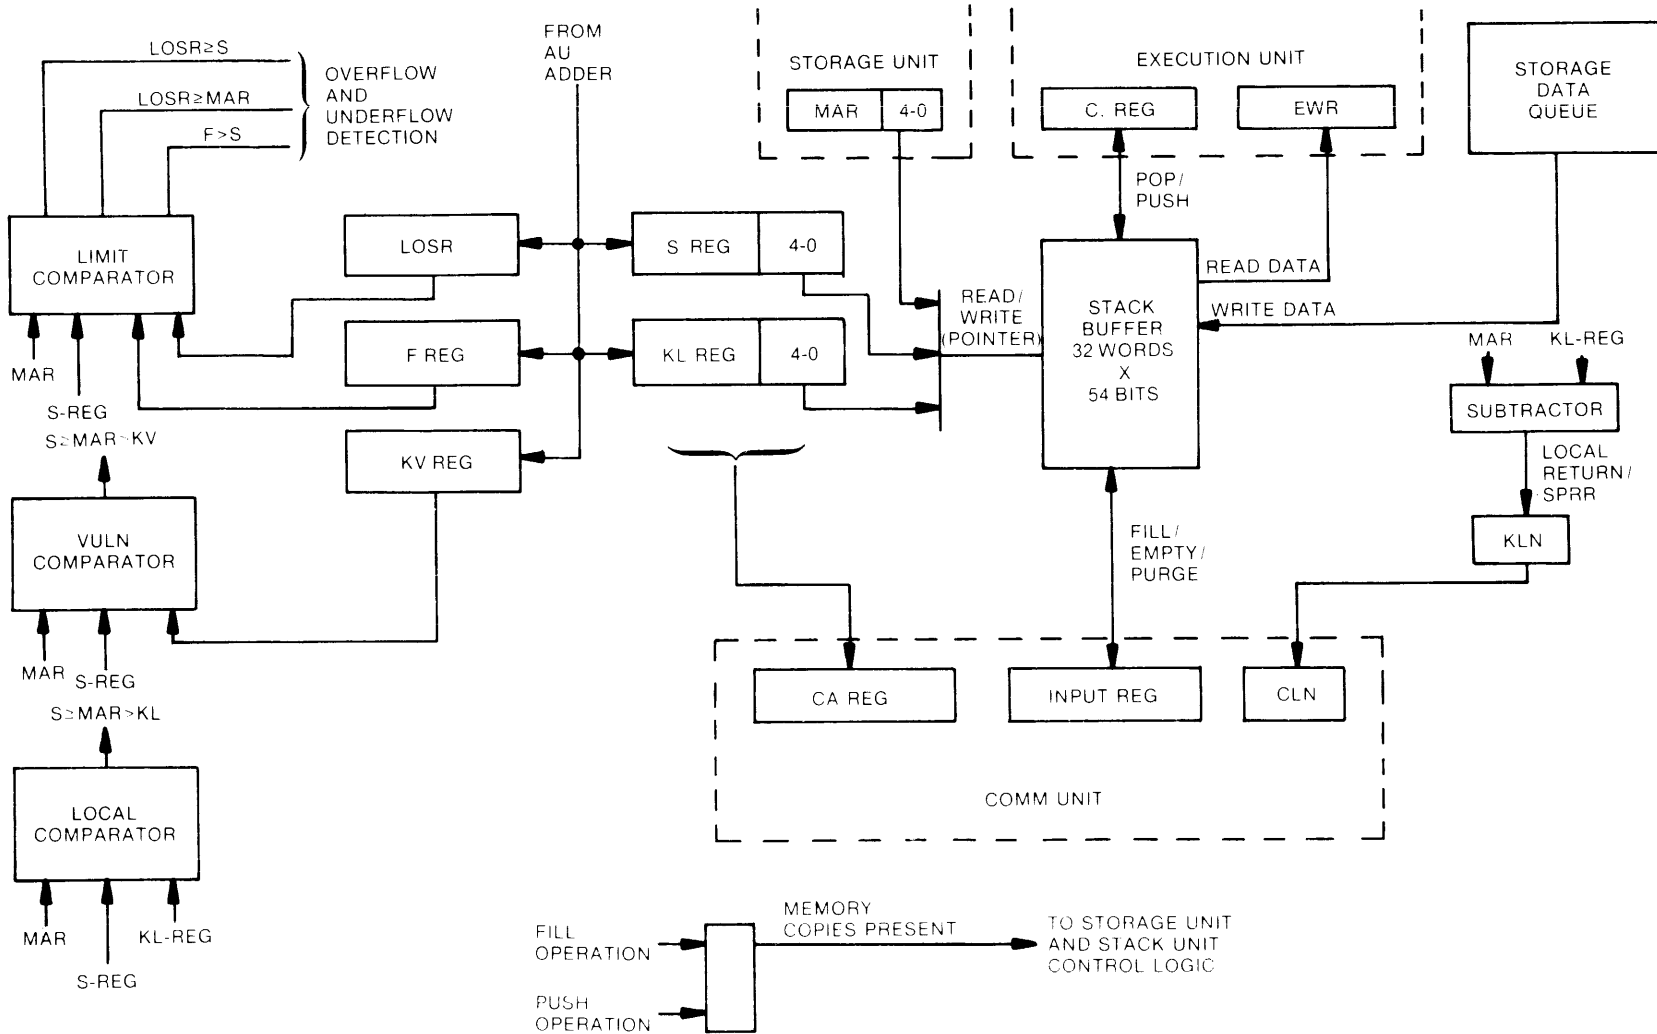 LOSR≥S
LOSR≥MAR
F>S
OVERFLOW
AND
UNDERFLOW
DETECTION
FROM
AU
ADDER
STORAGE UNIT
MAR 4-0
EXECUTION UNIT
C. REG
EWR
STORAGE
DATA
QUEUE
POP/
PUSH
LIMIT
COMPARATOR
LOSR
S REG 4-0
READ/
WRITE
(POINTER)
STACK
BUFFER
32 WORDS
X
54 BITS
READ DATA
WRITE DATA
MAR
F REG
KL REG 4-0
MAR
KL-REG
SUBTRACTOR
S-REG
S≥MAR>KV
KV REG
LOCAL
RETURN/
SPRR
VULN
COMPARATOR
FILL/
EMPTY/
PURGE
KLN
MAR
S-REG
S≥MAR>KL
CA REG
INPUT REG
CLN
COMM UNIT
LOCAL
COMPARATOR
MAR
KL-REG
S-REG
FILL
OPERATION
MEMORY
COPIES PRESENT
TO STORAGE UNIT
AND STACK UNIT
CONTROL LOGIC
PUSH
OPERATION